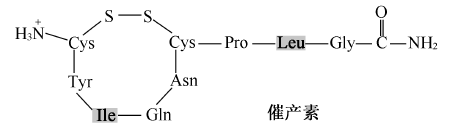 S — S
H₃N⁺ Cys Cys — Pro — Leu — Gly — C — NH₂
O
Tyr Asn
Ile — Gln
催产素